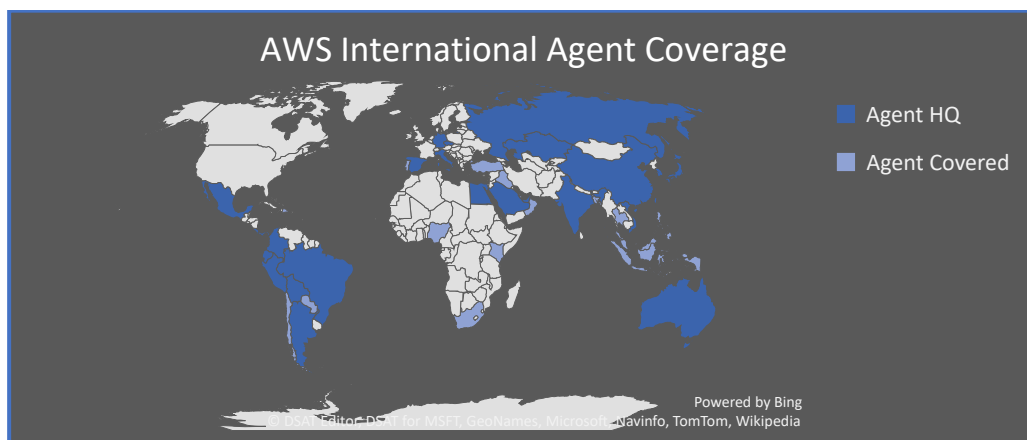 AWS International Agent Coverage
Agent HQ
Agent Covered
Powered by Bing
© DSAT Editor, DSAT for MSFT, GeoNames, Microsoft, Navinfo, TomTom, Wikipedia